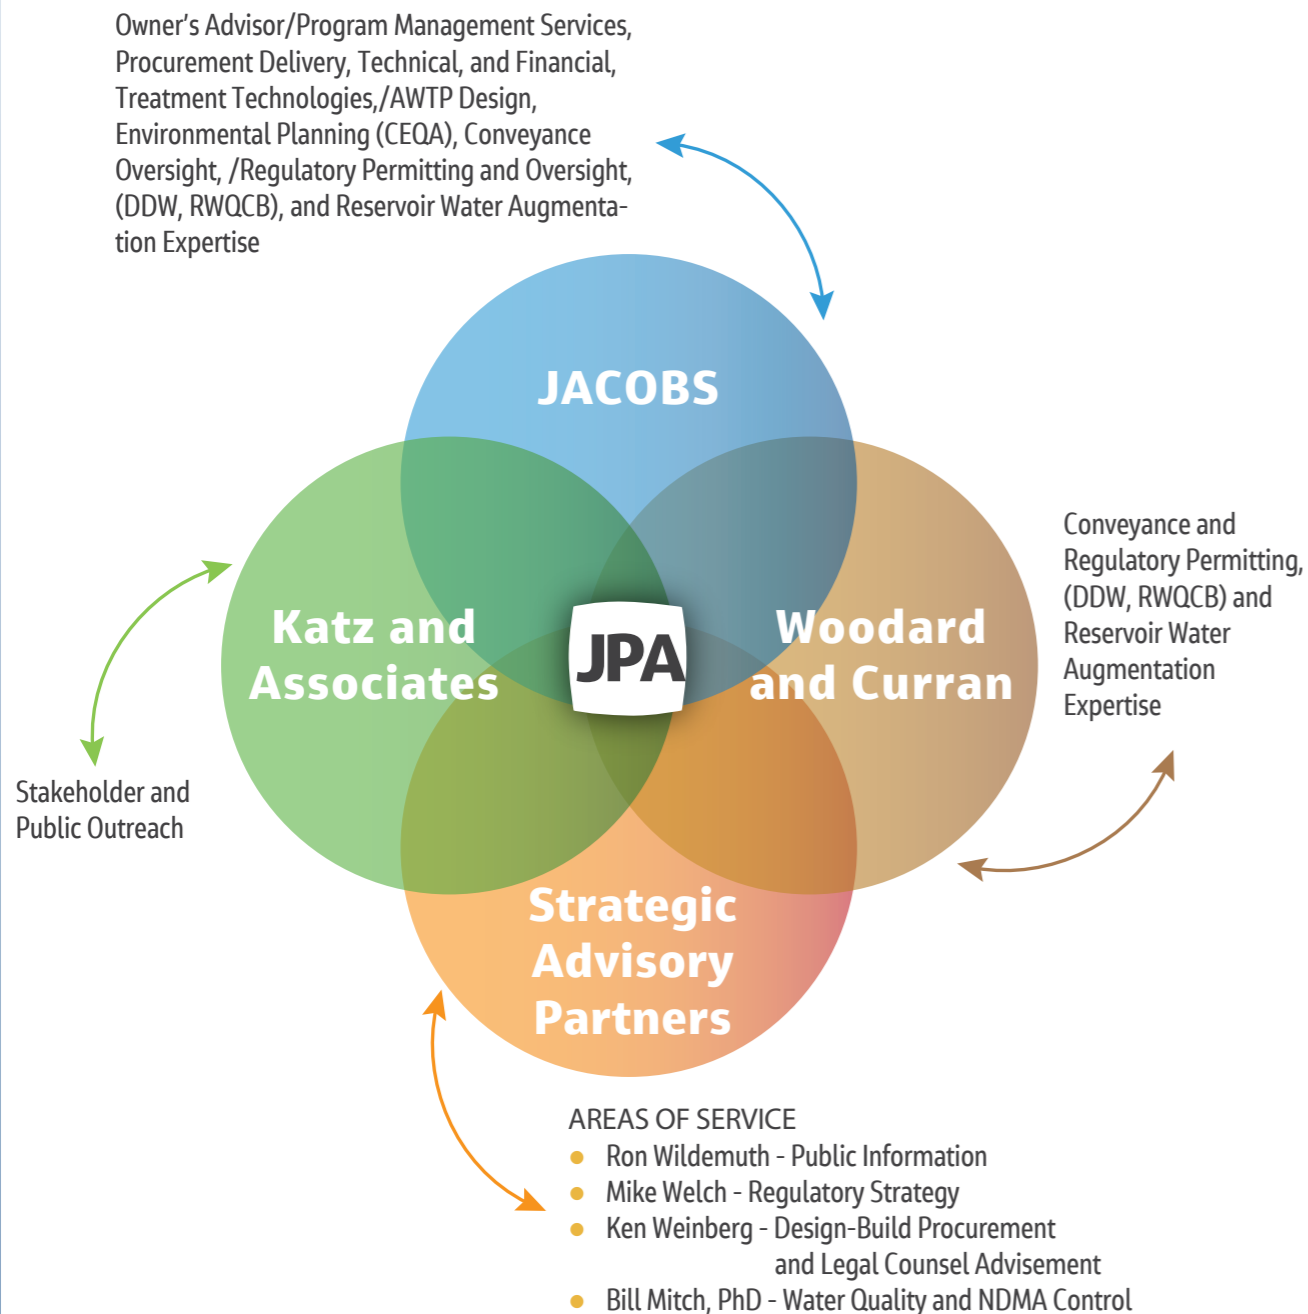 Owner's Advisor/Program Management Services,
Procurement Delivery, Technical, and Financial,
Treatment Technologies,/AWTP Design,
Environmental Planning (CEQA), Conveyance
Oversight, /Regulatory Permitting and Oversight,
(DDW, RWQCB), and Reservoir Water Augmenta-
tion Expertise
JACOBS
Katz and
Associates
JPA
Woodard
and Curran
Conveyance and
Regulatory Permitting,
(DDW, RWQCB) and
Reservoir Water
Augmentation
Expertise
Stakeholder and
Public Outreach
Strategic
Advisory
Partners
AREAS OF SERVICE
● Ron Wildemuth - Public Information
● Mike Welch - Regulatory Strategy
● Ken Weinberg - Design-Build Procurement
and Legal Counsel Advisement
● Bill Mitch, PhD - Water Quality and NDMA Control